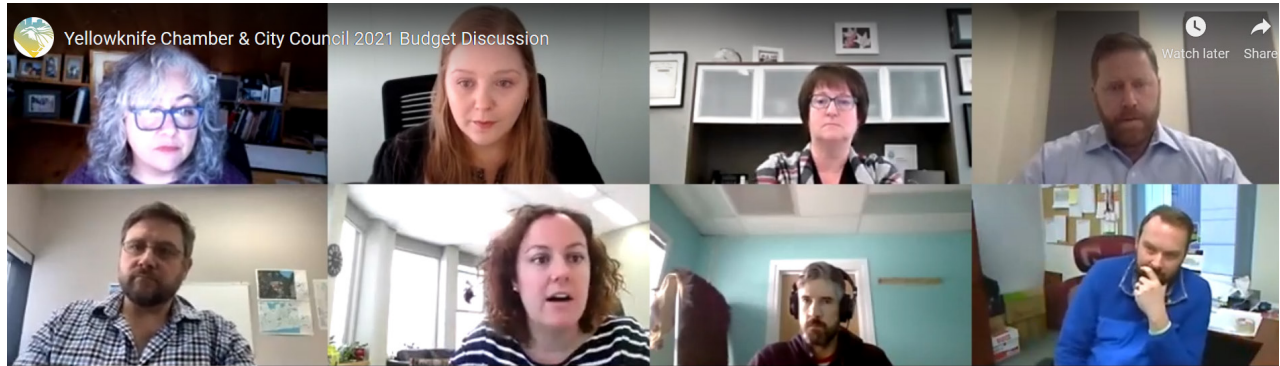 Yellowknife Chamber & City Council 2021 Budget Discussion
Watch later
Share